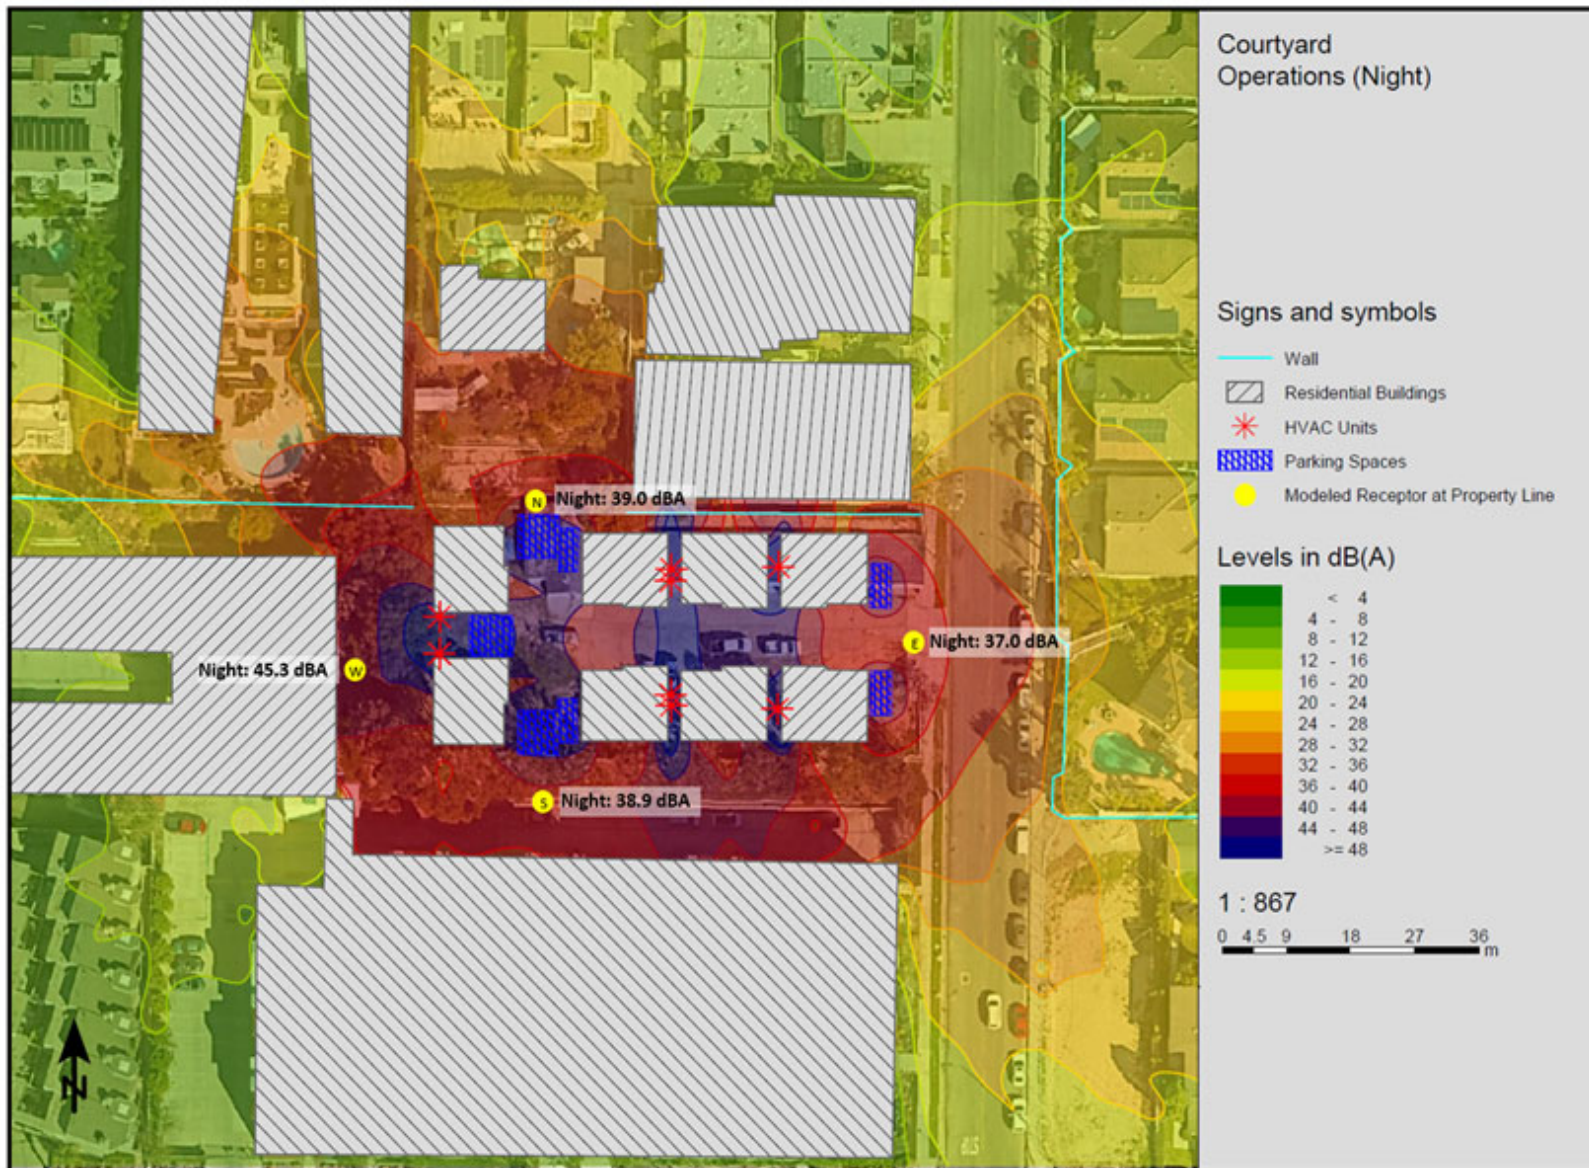 Courtyard
Operations (Night)
Signs and symbols
Wall
Residential Buildings
HVAC Units
Parking Spaces
Modeled Receptor at Property Line
Levels in dB(A)
< 4
4 - 8
8 - 12
12 - 16
16 - 20
20 - 24
24 - 28
28 - 32
32 - 36
36 - 40
40 - 44
44 - 48
>= 48
1 : 867
0 4.5 9 18 27 36
m
N Night: 39.0 dBA
E Night: 37.0 dBA
Night: 45.3 dBA W
S Night: 38.9 dBA
N